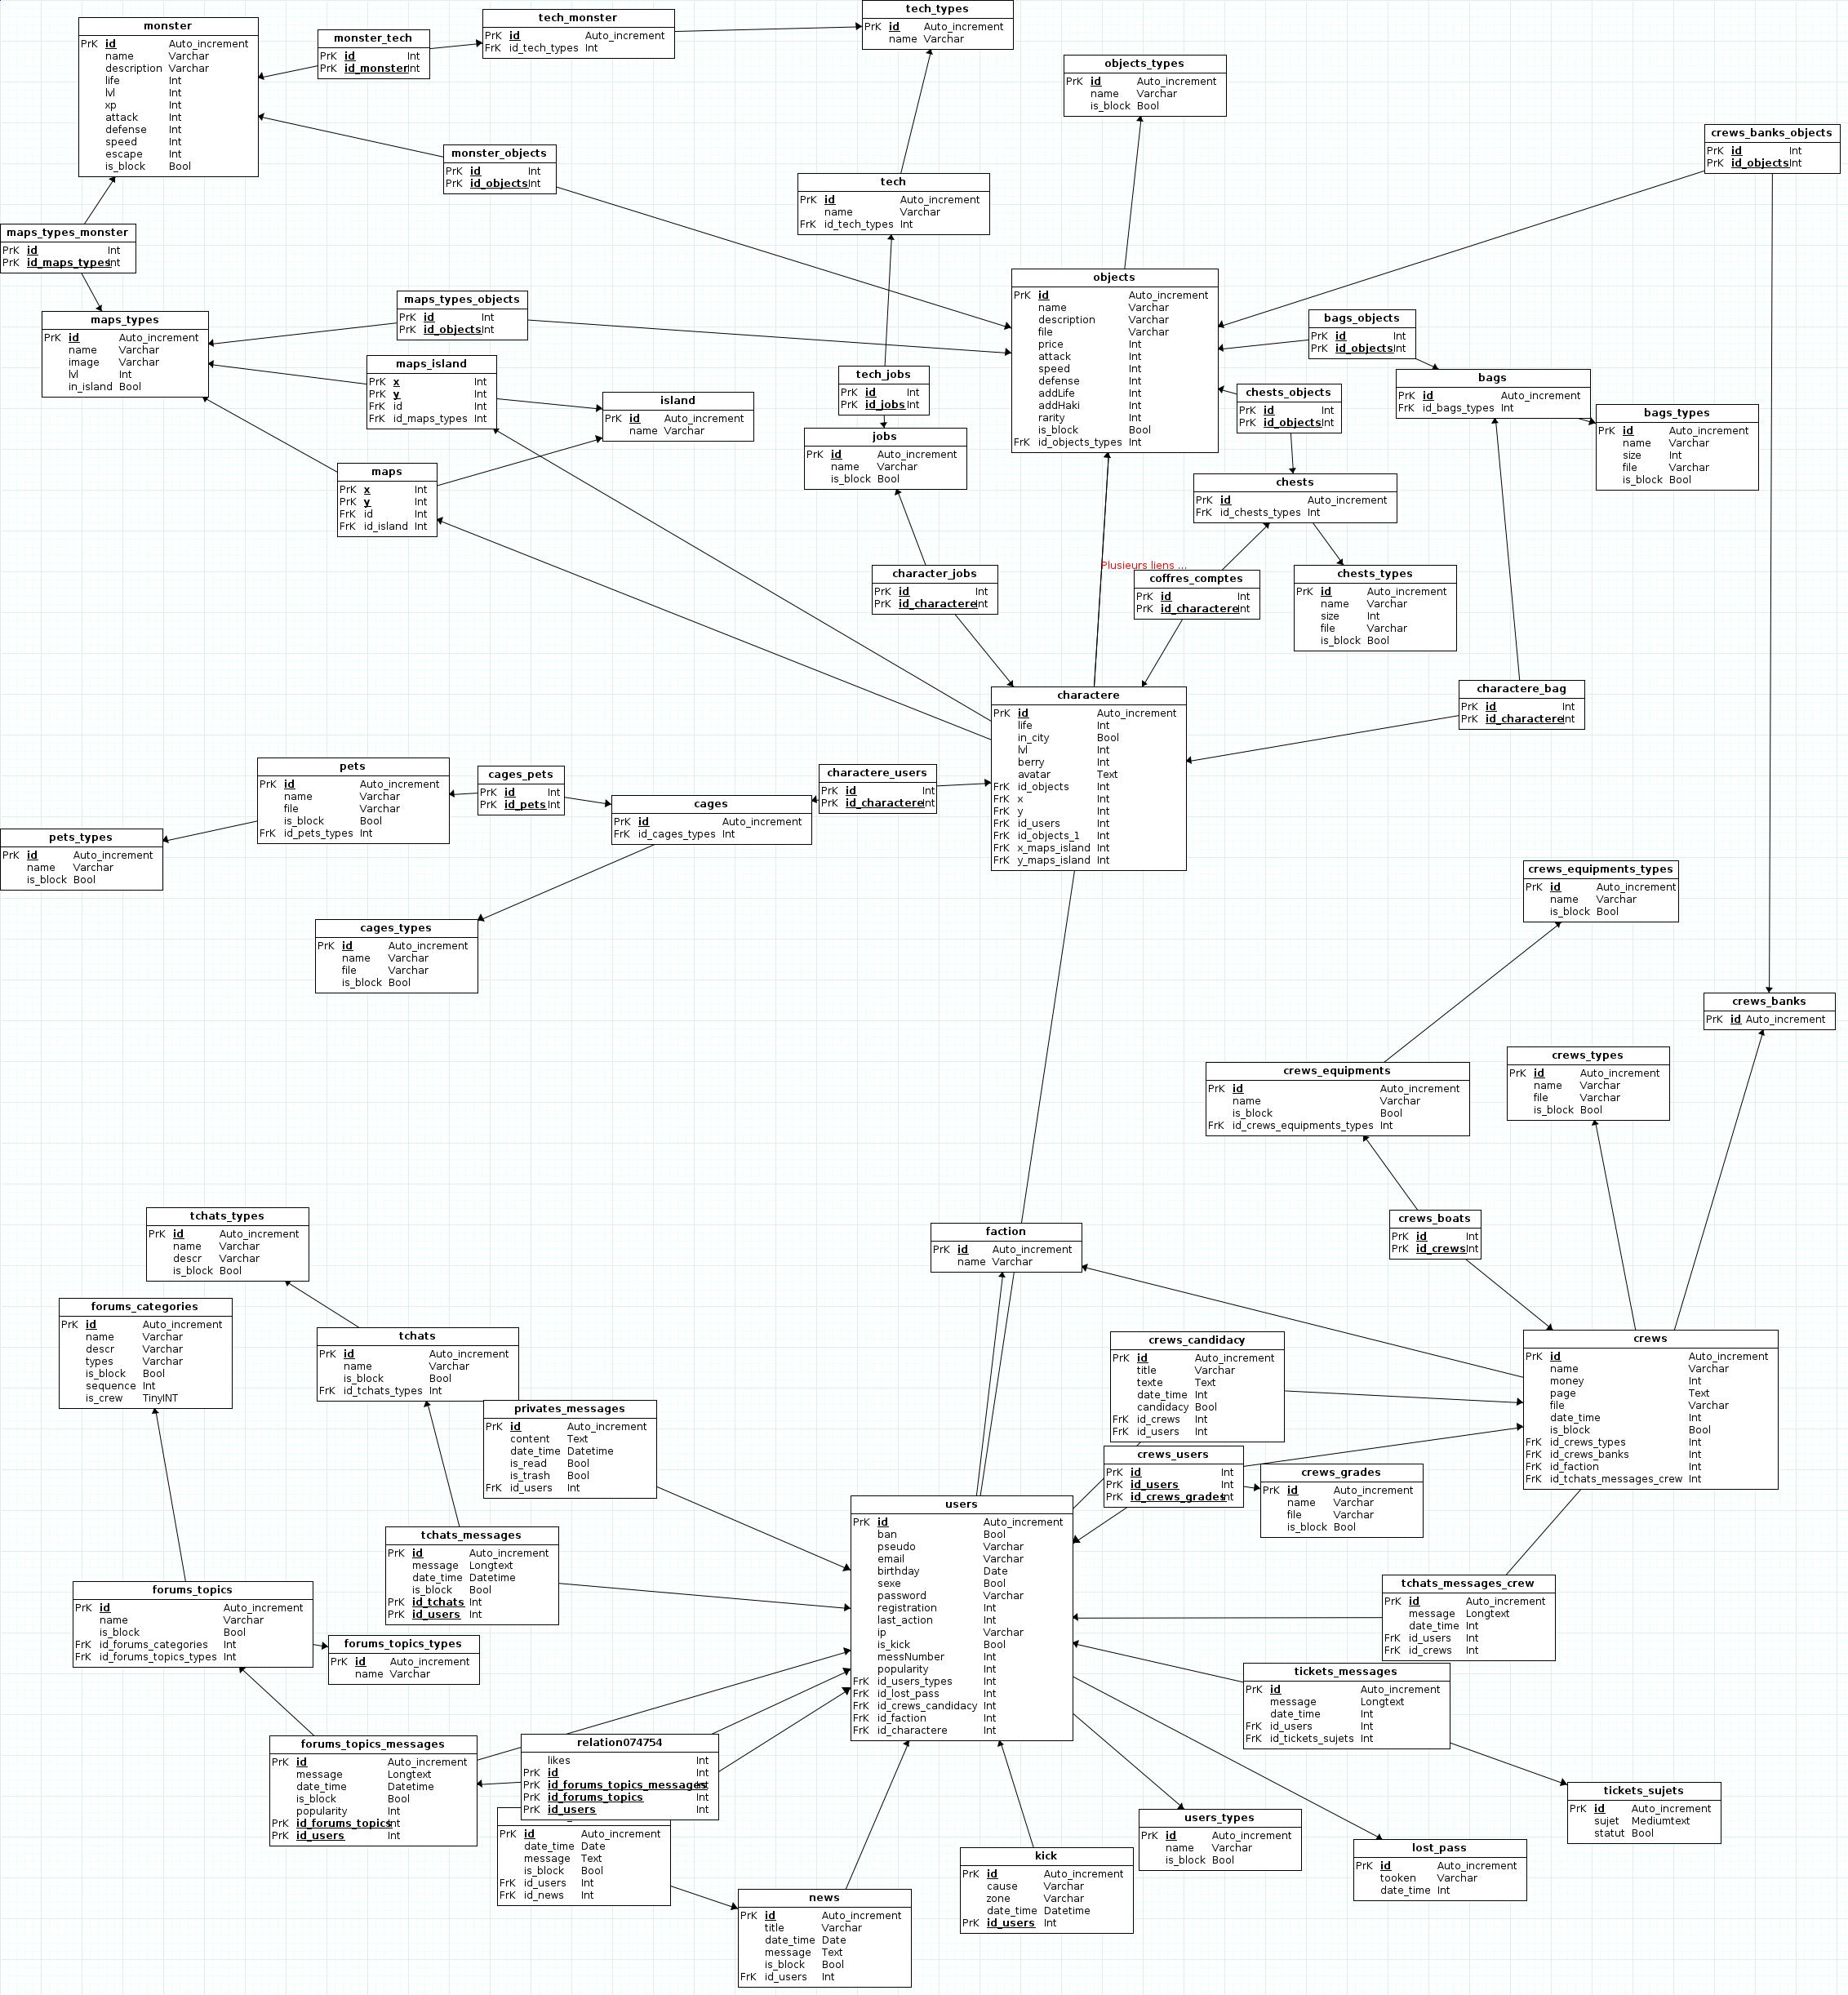 monster
PrK id Auto_increment
name Varchar
description Varchar
life Int
lvl Int
xp Int
attack Int
defense Int
speed Int
escape Int
is_block Bool
monster_tech
PrK id Int
PrK id_monster Int
tech_monster
PrK id Auto_increment
FrK id_tech_types Int
tech_types
PrK id Auto_increment
name Varchar
objects_types
PrK id Auto_increment
name Varchar
is_block Bool
crews_banks_objects
PrK id Int
PrK id_objects Int
monster_objects
PrK id Int
PrK id_objects Int
tech
PrK id Auto_increment
name Varchar
FrK id_tech_types Int
maps_types_monster
PrK id Int
PrK id_maps_types Int
maps_types
PrK id Auto_increment
name Varchar
image Varchar
lvl Int
in_island Bool
maps_types_objects
PrK id Int
PrK id_objects Int
maps_island
PrK x Int
PrK y Int
FrK id Int
FrK id_maps_types Int
island
PrK id Auto_increment
name Varchar
maps
PrK x Int
PrK y Int
FrK id Int
FrK id_island Int
tech_jobs
PrK id Int
PrK id_jobs Int
jobs
PrK id Auto_increment
name Varchar
is_block Bool
objects
PrK id Auto_increment
name Varchar
description Varchar
file Varchar
price Int
attack Int
speed Int
defense Int
addLife Int
addHaki Int
rarity Int
is_block Bool
FrK id_objects_types Int
bags_objects
PrK id Int
PrK id_objects Int
bags
PrK id Auto_increment
FrK id_bags_types Int
bags_types
PrK id Auto_increment
name Varchar
size Int
file Varchar
is_block Bool
chests_objects
PrK id Int
PrK id_objects Int
chests
PrK id Auto_increment
FrK id_chests_types Int
chests_types
PrK id Auto_increment
name Varchar
size Int
file Varchar
is_block Bool
Plusieurs liens ...
coffres_comptes
PrK id Int
PrK id_charactere Int
character_jobs
PrK id Int
PrK id_charactere Int
charactere
PrK id Auto_increment
life Int
in_city Bool
lvl Int
berry Int
avatar Text
FrK id_objects Int
FrK x Int
FrK y Int
FrK id_users Int
FrK id_objects_1 Int
FrK x_maps_island Int
FrK y_maps_island Int
charactere_bag
PrK id Int
PrK id_charactere Int
pets
PrK id Auto_increment
name Varchar
file Varchar
is_block Bool
FrK id_pets_types Int
cages_pets
PrK id Int
PrK id_pets Int
cages
PrK id Auto_increment
FrK id_cages_types Int
charactere_users
PrK id Int
PrK id_charactere Int
pets_types
PrK id Auto_increment
name Varchar
is_block Bool
cages_types
PrK id Auto_increment
name Varchar
file Varchar
is_block Bool
crews_equipments_types
PrK id Auto_increment
name Varchar
is_block Bool
crews_banks
PrK id Auto_increment
crews_types
PrK id Auto_increment
name Varchar
file Varchar
is_block Bool
crews_equipments
PrK id Auto_increment
name Varchar
is_block Bool
FrK id_crews_equipments_types Int
crews_boats
PrK id Int
PrK id_crews Int
faction
PrK id Auto_increment
name Varchar
tchats_types
PrK id Auto_increment
name Varchar
descr Varchar
is_block Bool
forums_categories
PrK id Auto_increment
name Varchar
descr Varchar
types Varchar
is_block Bool
sequence Int
is_crew TinyINT
tchats
PrK id Auto_increment
name Varchar
is_block Bool
FrK id_tchats_types Int
privates_messages
PrK id Auto_increment
content Text
date_time Datetime
is_read Bool
is_trash Bool
FrK id_users Int
crews_candidacy
PrK id Auto_increment
title Varchar
texte Text
date_time Int
candidacy Bool
FrK id_crews Int
FrK id_users Int
crews
PrK id Auto_increment
name Varchar
money Int
page Text
file Varchar
date_time Int
is_block Bool
FrK id_crews_types Int
FrK id_crews_banks Int
FrK id_faction Int
FrK id_tchats_messages_crew Int
crews_users
PrK id Int
PrK id_users Int
PrK id_crews_grades Int
crews_grades
PrK id Auto_increment
name Varchar
file Varchar
is_block Bool
users
PrK id Auto_increment
ban Bool
pseudo Varchar
email Varchar
birthday Date
sexe Bool
password Varchar
registration Int
last_action Int
ip Varchar
is_kick Bool
messNumber Int
popularity Int
FrK id_users_types Int
FrK id_lost_pass Int
FrK id_crews_candidacy Int
FrK id_faction Int
FrK id_charactere Int
tchats_messages
PrK id Auto_increment
message Longtext
date_time Datetime
is_block Bool
PrK id_tchats Int
PrK id_users Int
forums_topics
PrK id Auto_increment
name Varchar
is_block Bool
FrK id_forums_categories Int
FrK id_forums_topics_types Int
forums_topics_types
PrK id Auto_increment
name Varchar
tchats_messages_crew
PrK id Auto_increment
message Longtext
date_time Int
FrK id_users Int
FrK id_crews Int
tickets_messages
PrK id Auto_increment
message Longtext
date_time Int
FrK id_users Int
FrK id_tickets_sujets Int
tickets_sujets
PrK id Auto_increment
sujet Mediumtext
statut Bool
forums_topics_messages
PrK id Auto_increment
message Longtext
date_time Datetime
is_block Bool
popularity Int
PrK id_forums_topics Int
PrK id_users Int
relation074754
likes Int
PrK id Int
PrK id_forums_topics_messages Int
PrK id_forums_topics Int
PrK id_users Int
PrK id Auto_increment
date_time Date
message Text
is_block Bool
FrK id_users Int
FrK id_news Int
news
PrK id Auto_increment
title Varchar
date_time Date
message Text
is_block Bool
FrK id_users Int
kick
PrK id Auto_increment
cause Varchar
zone Varchar
date_time Datetime
PrK id_users Int
users_types
PrK id Auto_increment
name Varchar
is_block Bool
lost_pass
PrK id Auto_increment
tooken Varchar
date_time Int